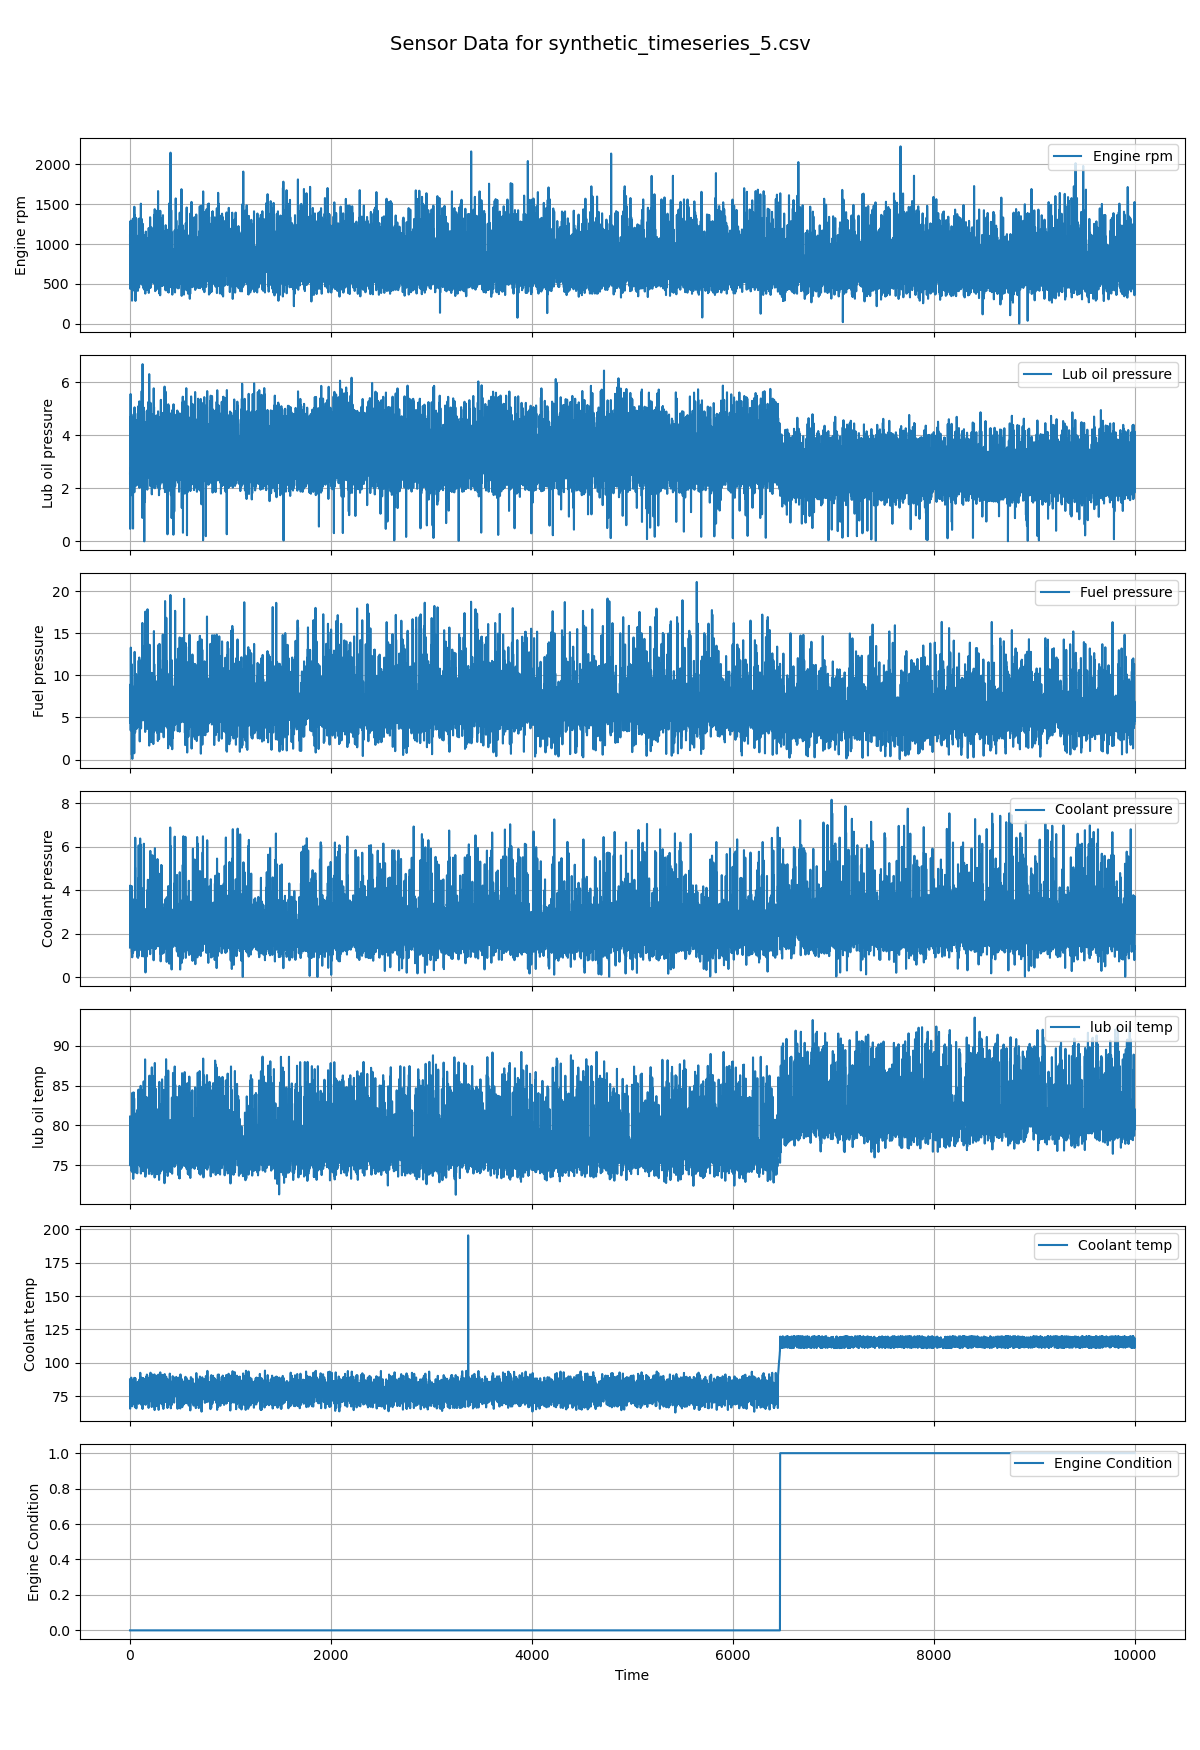 Sensor Data for synthetic_timeseries_5.csv
Engine rpm
2000
1500
1000
500
0
Engine rpm
Lub oil pressure
6
4
2
0
Lub oil pressure
Fuel pressure
20
15
10
5
0
Fuel pressure
Coolant pressure
8
6
4
2
0
Coolant pressure
lub oil temp
90
85
80
75
lub oil temp
Coolant temp
200
175
150
125
100
75
Coolant temp
Engine Condition
1.0
0.8
0.6
0.4
0.2
0.0
Engine Condition
0 2000 4000 6000 8000 10000
Time